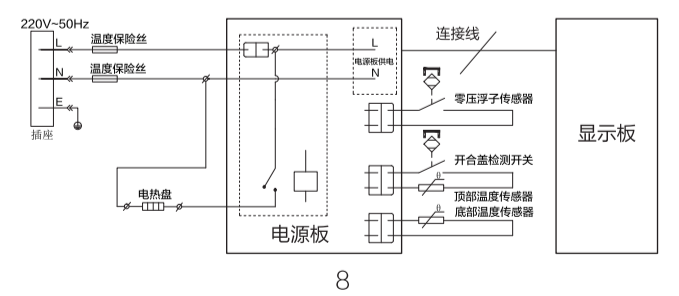 220V~50Hz
L
温度保险丝
N
温度保险丝
E
插座
L
电源板供电
N
连接线
零压浮子传感器
开合盖检测开关
θ
顶部温度传感器
θ
底部温度传感器
电热盘
电源板
显示板
8